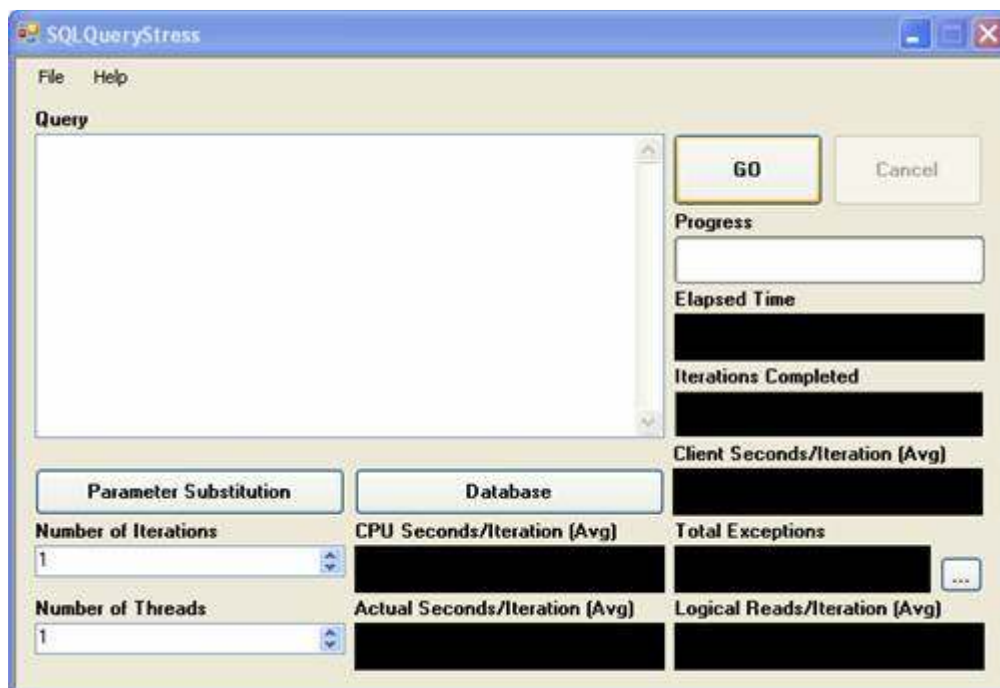 SQLQueryStress
File Help
Query
GO Cancel
Progress
Elapsed Time
Iterations Completed
Client Seconds/Iteration (Avg)
Parameter Substitution Database
Number of Iterations CPU Seconds/Iteration (Avg) Total Exceptions
1
...
Number of Threads Actual Seconds/Iteration (Avg) Logical Reads/Iteration (Avg)
1